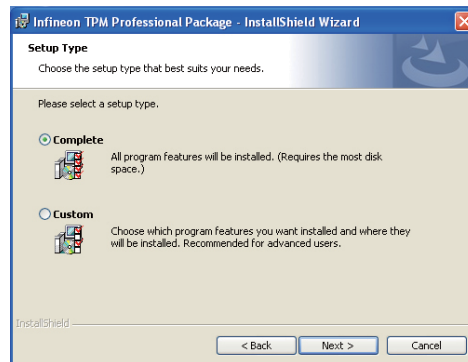 Infineon TPM Professional Package - InstallShield Wizard
Setup Type
Choose the setup type that best suits your needs.
Please select a setup type.
Complete
All program features will be installed. (Requires the most disk
space.)
Custom
Choose which program features you want installed and where they
will be installed. Recommended for advanced users.
InstallShield
< Back
Next >
Cancel